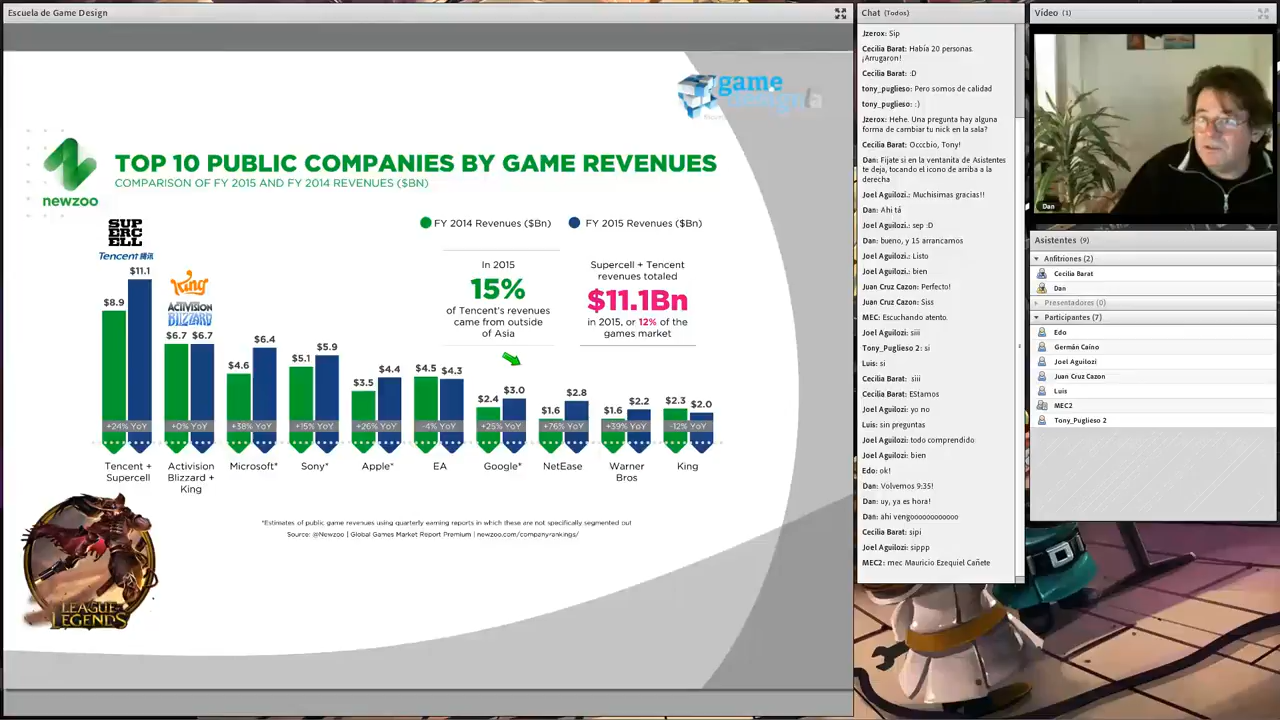 Escuela de Game Design
game
design
TOP 10 PUBLIC COMPANIES BY GAME REVENUES
COMPARISON OF FY 2015 AND FY 2014 REVENUES ($BN)
newzoo
FY 2014 Revenues ($Bn)
FY 2015 Revenues ($Bn)
SUPERCELL
Tencent 腾讯
King
ACTIVISION
BLIZZARD
In 2015
15%
of Tencent's revenues
came from outside
of Asia
Supercell + Tencent
revenues totaled
$11.1Bn
in 2015, or 12% of the
games market
$8.9 $11.1
$6.7 $6.7
$4.6 $6.4
$5.1 $5.9
$3.5 $4.4
$4.5 $4.3
$2.4 $3.0
$1.6 $2.8
$1.6 $2.2
$2.3 $2.0
+24% YoY
+0% YoY
+38% YoY
+15% YoY
+26% YoY
-4% YoY
+25% YoY
+76% YoY
+39% YoY
-12% YoY
Tencent +
Supercell
Activision
Blizzard +
King
Microsoft*
Sony*
Apple*
EA
Google*
NetEase
Warner
Bros
King
*Estimates of public game revenues using quarterly earning reports in which these are not specifically segmented out
Source: @Newzoo | Global Games Market Report Premium | newzoo.com/company-rankings/
LEAGUE
LEGENDS
Chat (Todos)
Jzerox: Sip
Cecilia Barat: Había 20 personas.
¡Arrugaron!
Cecilia Barat: :D
tony_puglieso: Pero somos de calidad
tony_puglieso: :)
Jzerox: Hehe. Una pregunta hay alguna
forma de cambiar tu nick en la sala?
Cecilia Barat: Occcbio, Tony!
Dan: Fijate si en la ventanita de Asistentes
te deja, tocando el icono de arriba a la
derecha
Joel Aguilozi.: Muchisimas gracias!!
Dan: Ahi tá
Joel Aguilozi.: sep :D
Dan: bueno, y 15 arrancamos
Joel Aguilozi: Listo
Joel Aguilozi: bien
Juan Cruz Cazon: Perfecto!
Juan Cruz Cazon: Siss
MEC: Escuchando atento.
Joel Aguilozi: siii
Tony_Puglieso 2: si
Luis: si
Cecilia Barat: siii
Cecilia Barat: EStamos
Joel Aguilozi: yo no
Luis: sin preguntas
Joel Aguilozi: todo comprendido
Joel Aguilozi: bien
Edo: ok!
Dan: Volvemos 9:35!
Dan: uy, ya es hora!
Dan: ahi vengooooooooooo
Cecilia Barat: sipi
Joel Aguilozi: sippp
MEC2: mec Mauricio Ezequiel Cañete
Vídeo (1)
Dan
Asistentes (9)
Anfitriones (2)
Cecilia Barat
Dan
Presentadores (0)
Participantes (7)
Edo
Germán Caíno
Joel Aguilozi
Juan Cruz Cazon
Luis
MEC2
Tony_Puglieso 2